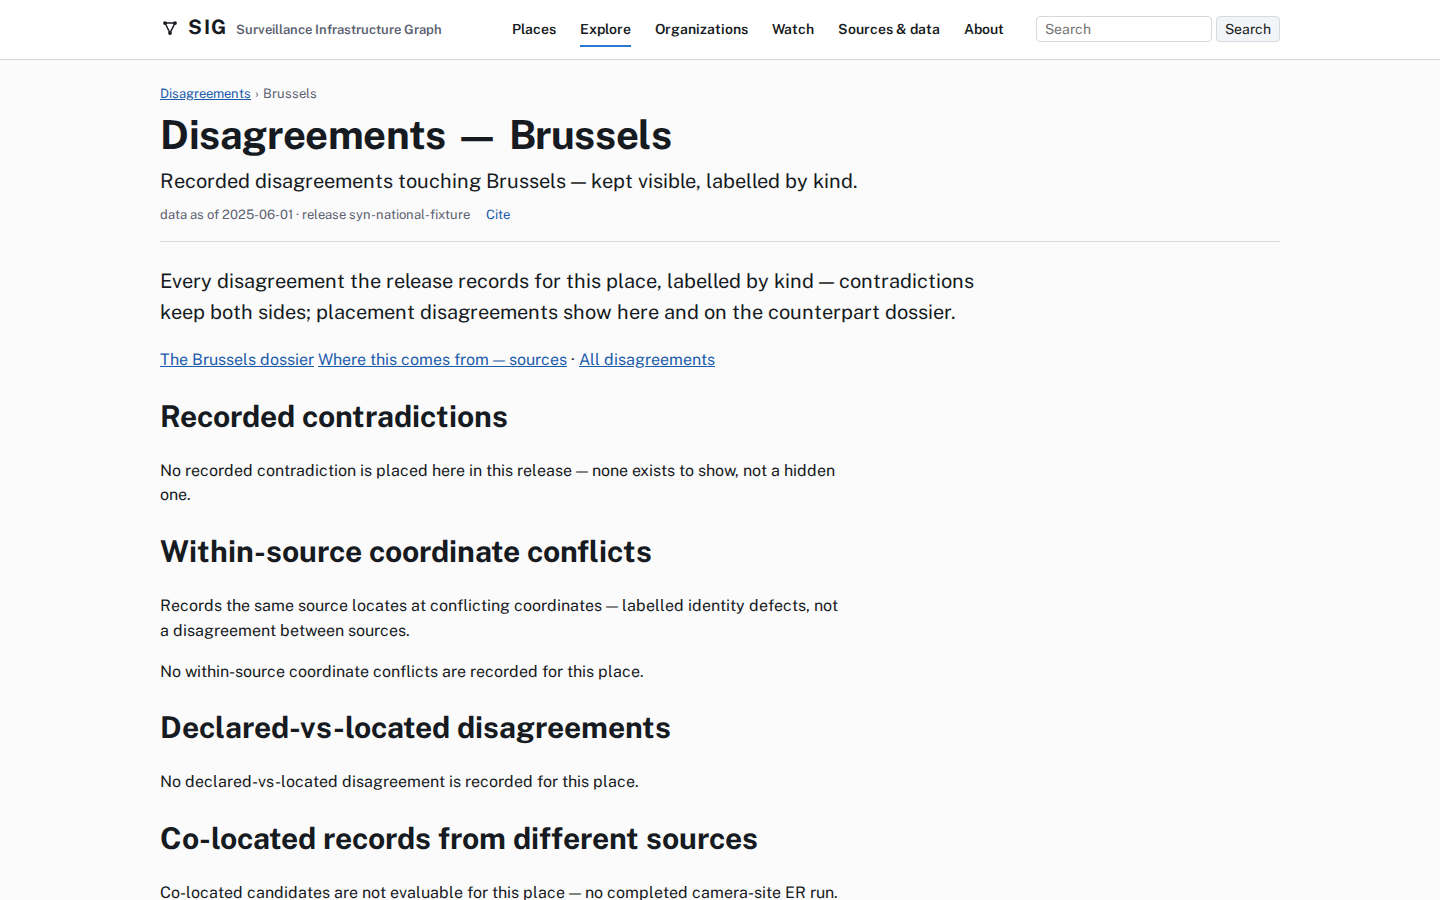 SIG Surveillance Infrastructure Graph Places Explore Organizations Watch Sources & data About Search Search
Disagreements › Brussels
Disagreements — Brussels
Recorded disagreements touching Brussels — kept visible, labelled by kind.
data as of 2025-06-01 · release syn-national-fixture Cite
Every disagreement the release records for this place, labelled by kind — contradictions
keep both sides; placement disagreements show here and on the counterpart dossier.
The Brussels dossier Where this comes from — sources · All disagreements
Recorded contradictions
No recorded contradiction is placed here in this release — none exists to show, not a hidden
one.
Within-source coordinate conflicts
Records the same source locates at conflicting coordinates — labelled identity defects, not
a disagreement between sources.
No within-source coordinate conflicts are recorded for this place.
Declared-vs-located disagreements
No declared-vs-located disagreement is recorded for this place.
Co-located records from different sources
Co-located candidates are not evaluable for this place — no completed camera-site ER run.